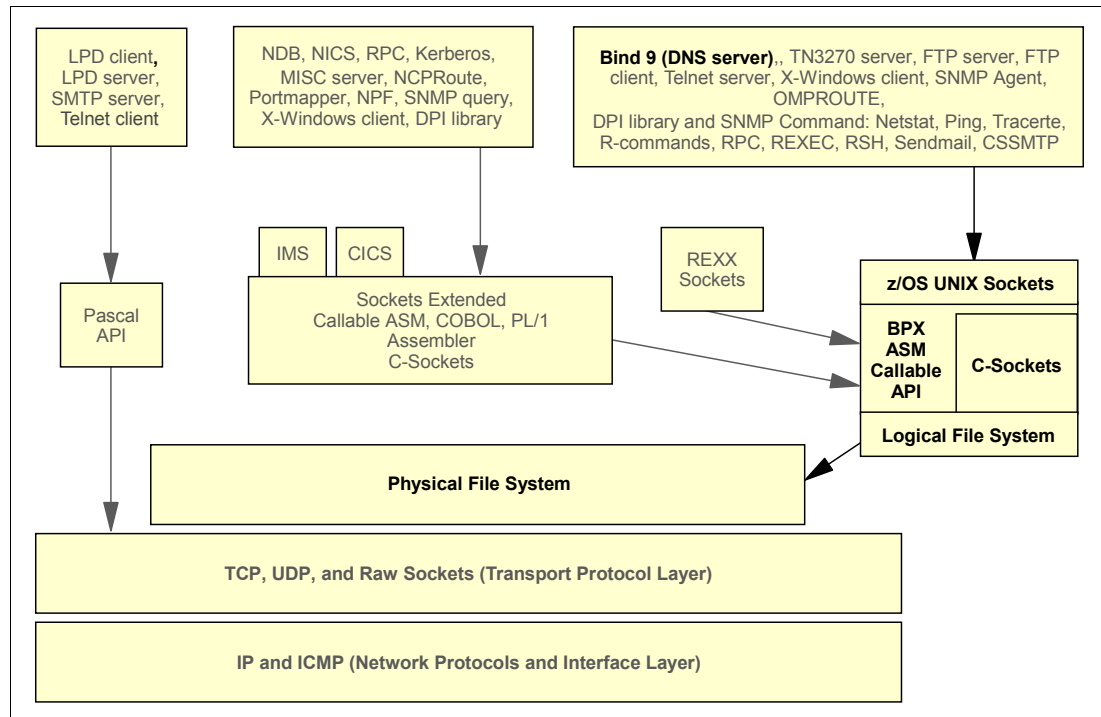 LPD client,
LPD server,
SMTP server,
Telnet client
NDB, NICS, RPC, Kerberos,
MISC server, NCPRoute,
Portmapper, NPF, SNMP query,
X-Windows client, DPI library
Bind 9 (DNS server),, TN3270 server, FTP server, FTP
client, Telnet server, X-Windows client, SNMP Agent,
OMPROUTE,
DPI library and SNMP Command: Netstat, Ping, Tracerte,
R-commands, RPC, REXEC, RSH, Sendmail, CSSMTP
IMS
CICS
REXX
Sockets
Pascal
API
Sockets Extended
Callable ASM, COBOL, PL/1
Assembler
C-Sockets
z/OS UNIX Sockets
BPX
ASM
Callable
API
C-Sockets
Logical File System
Physical File System
TCP, UDP, and Raw Sockets (Transport Protocol Layer)
IP and ICMP (Network Protocols and Interface Layer)